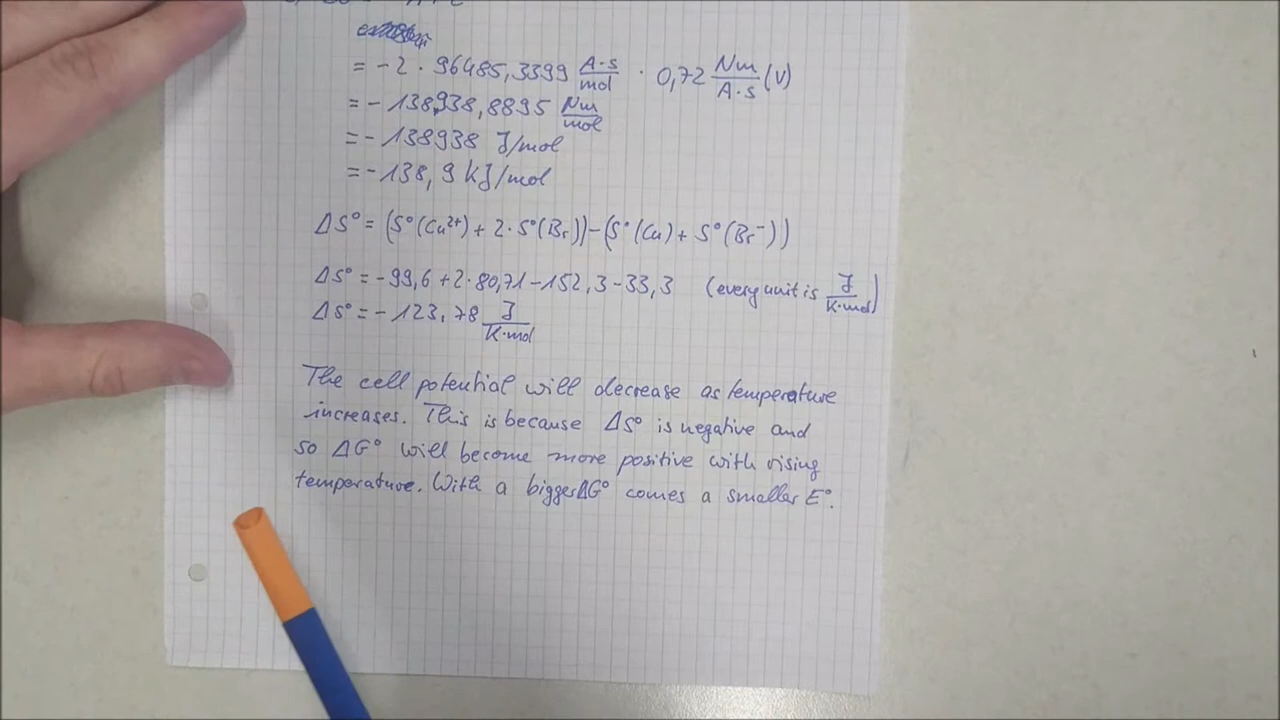 = -2 · 96485,3399 A·s/mol · 0,72 Nm/A·s (V)
= -138938,8895 Nm/mol
= -138938 J/mol
= -138,9 kJ/mol
ΔS° = (S°(Cu²⁺) + 2·S°(Br)) - (S°(Cu) + S°(Br⁻))
ΔS° = -99,6 + 2·80,71 - 152,3 - 33,3 (every unit is J/K·mol)
ΔS° = -123,78 J/K·mol
The cell potential will decrease as temperature
increases. This is because ΔS° is negative and
so ΔG° will become more positive with rising
temperature. With a bigger ΔG° comes a smaller E°.